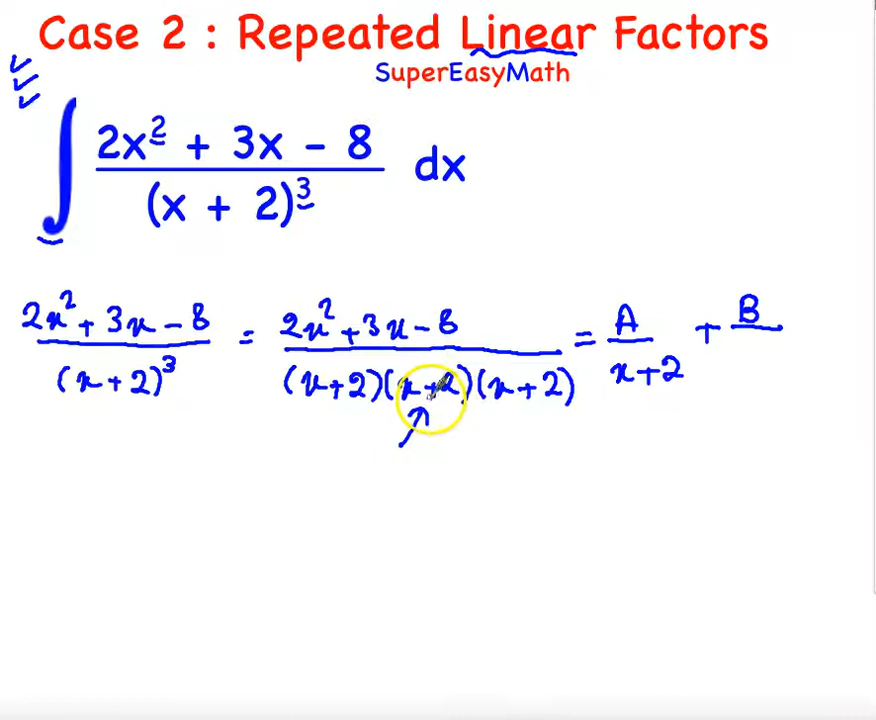 Case 2 : Repeated Linear Factors
SuperEasyMath
∫ (2x² + 3x - 8)/(x + 2)³ dx
(2x² + 3x - 8)/(x + 2)³ = (2x² + 3x - 8)/((x + 2)(x + 2)(x + 2)) = A/(x + 2) + B/